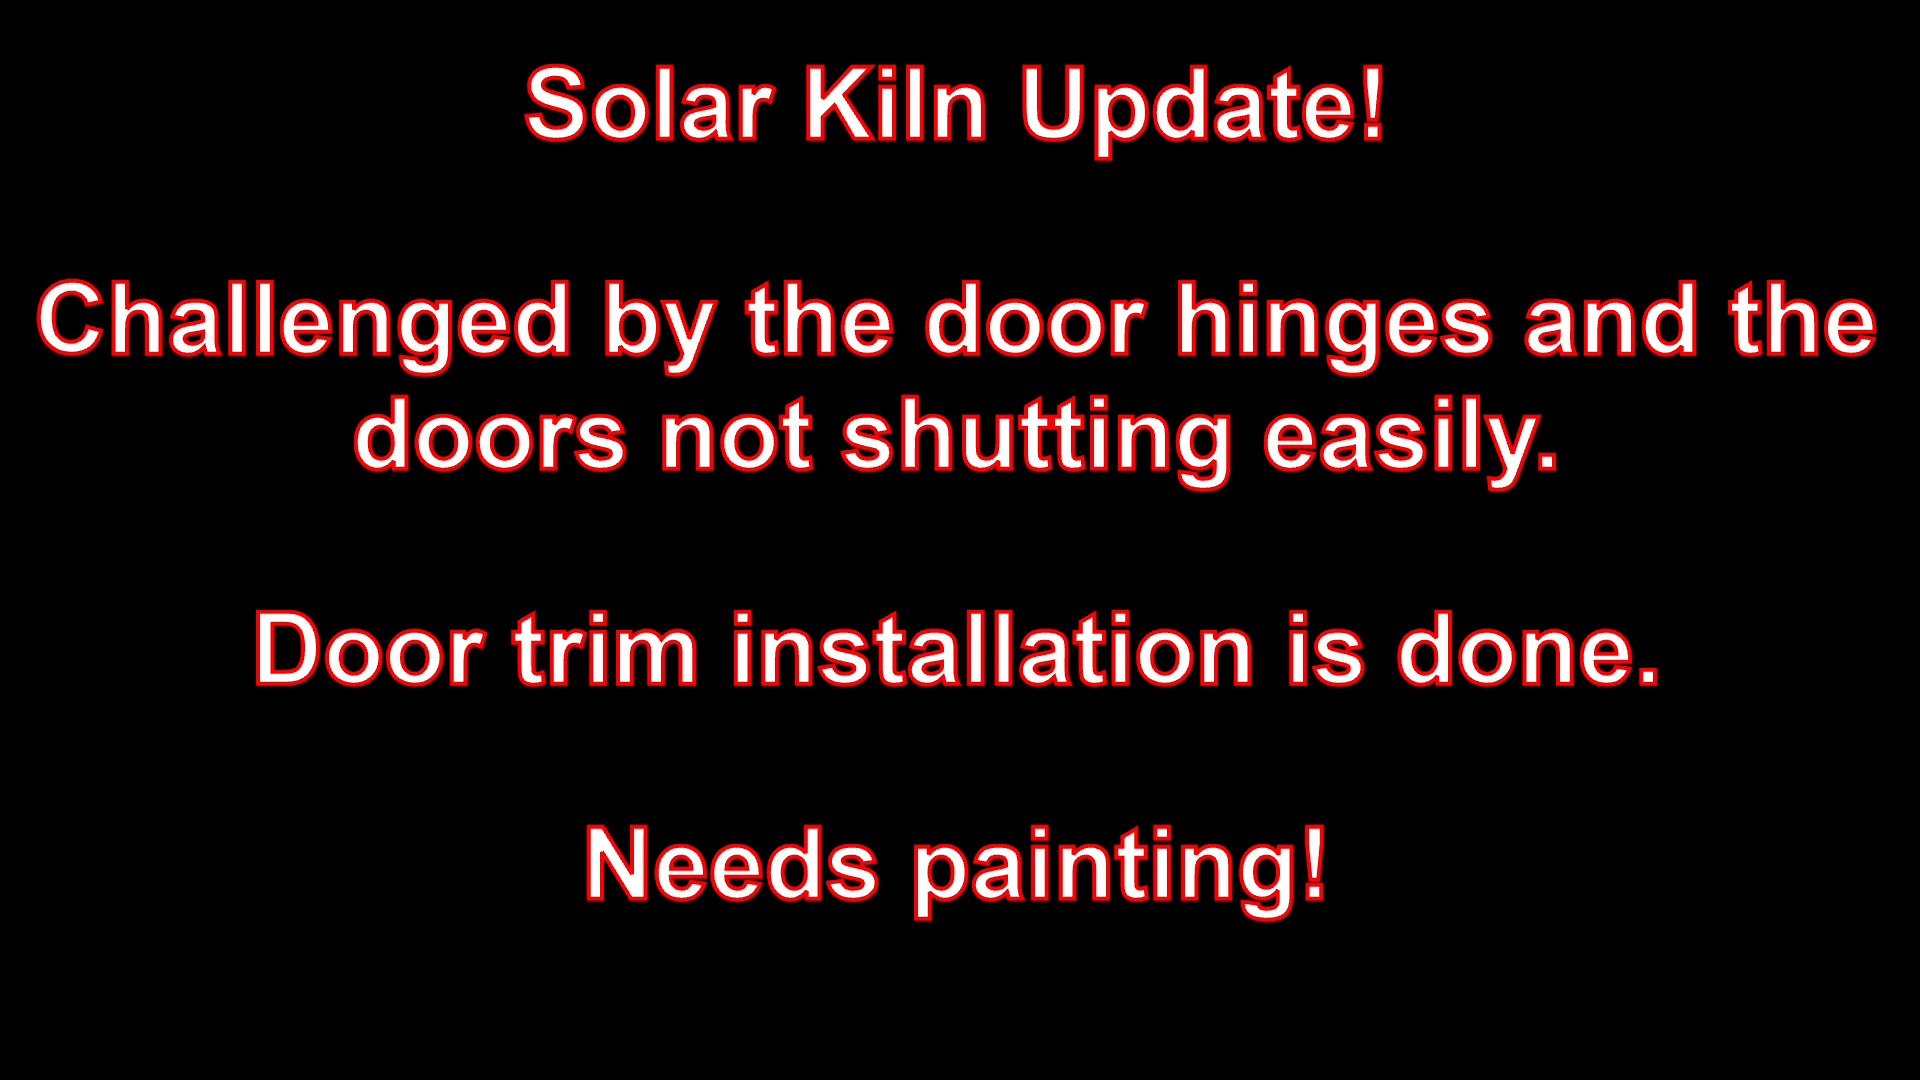 Solar Kiln Update!
Challenged by the door hinges and the
doors not shutting easily.
Door trim installation is done.
Needs painting!